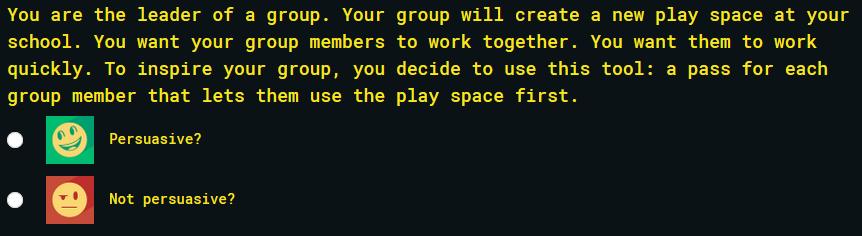 You are the leader of a group. Your group will create a new play space at your
school. You want your group members to work together. You want them to work
quickly. To inspire your group, you decide to use this tool: a pass for each
group member that lets them use the play space first.
Persuasive?
Not persuasive?